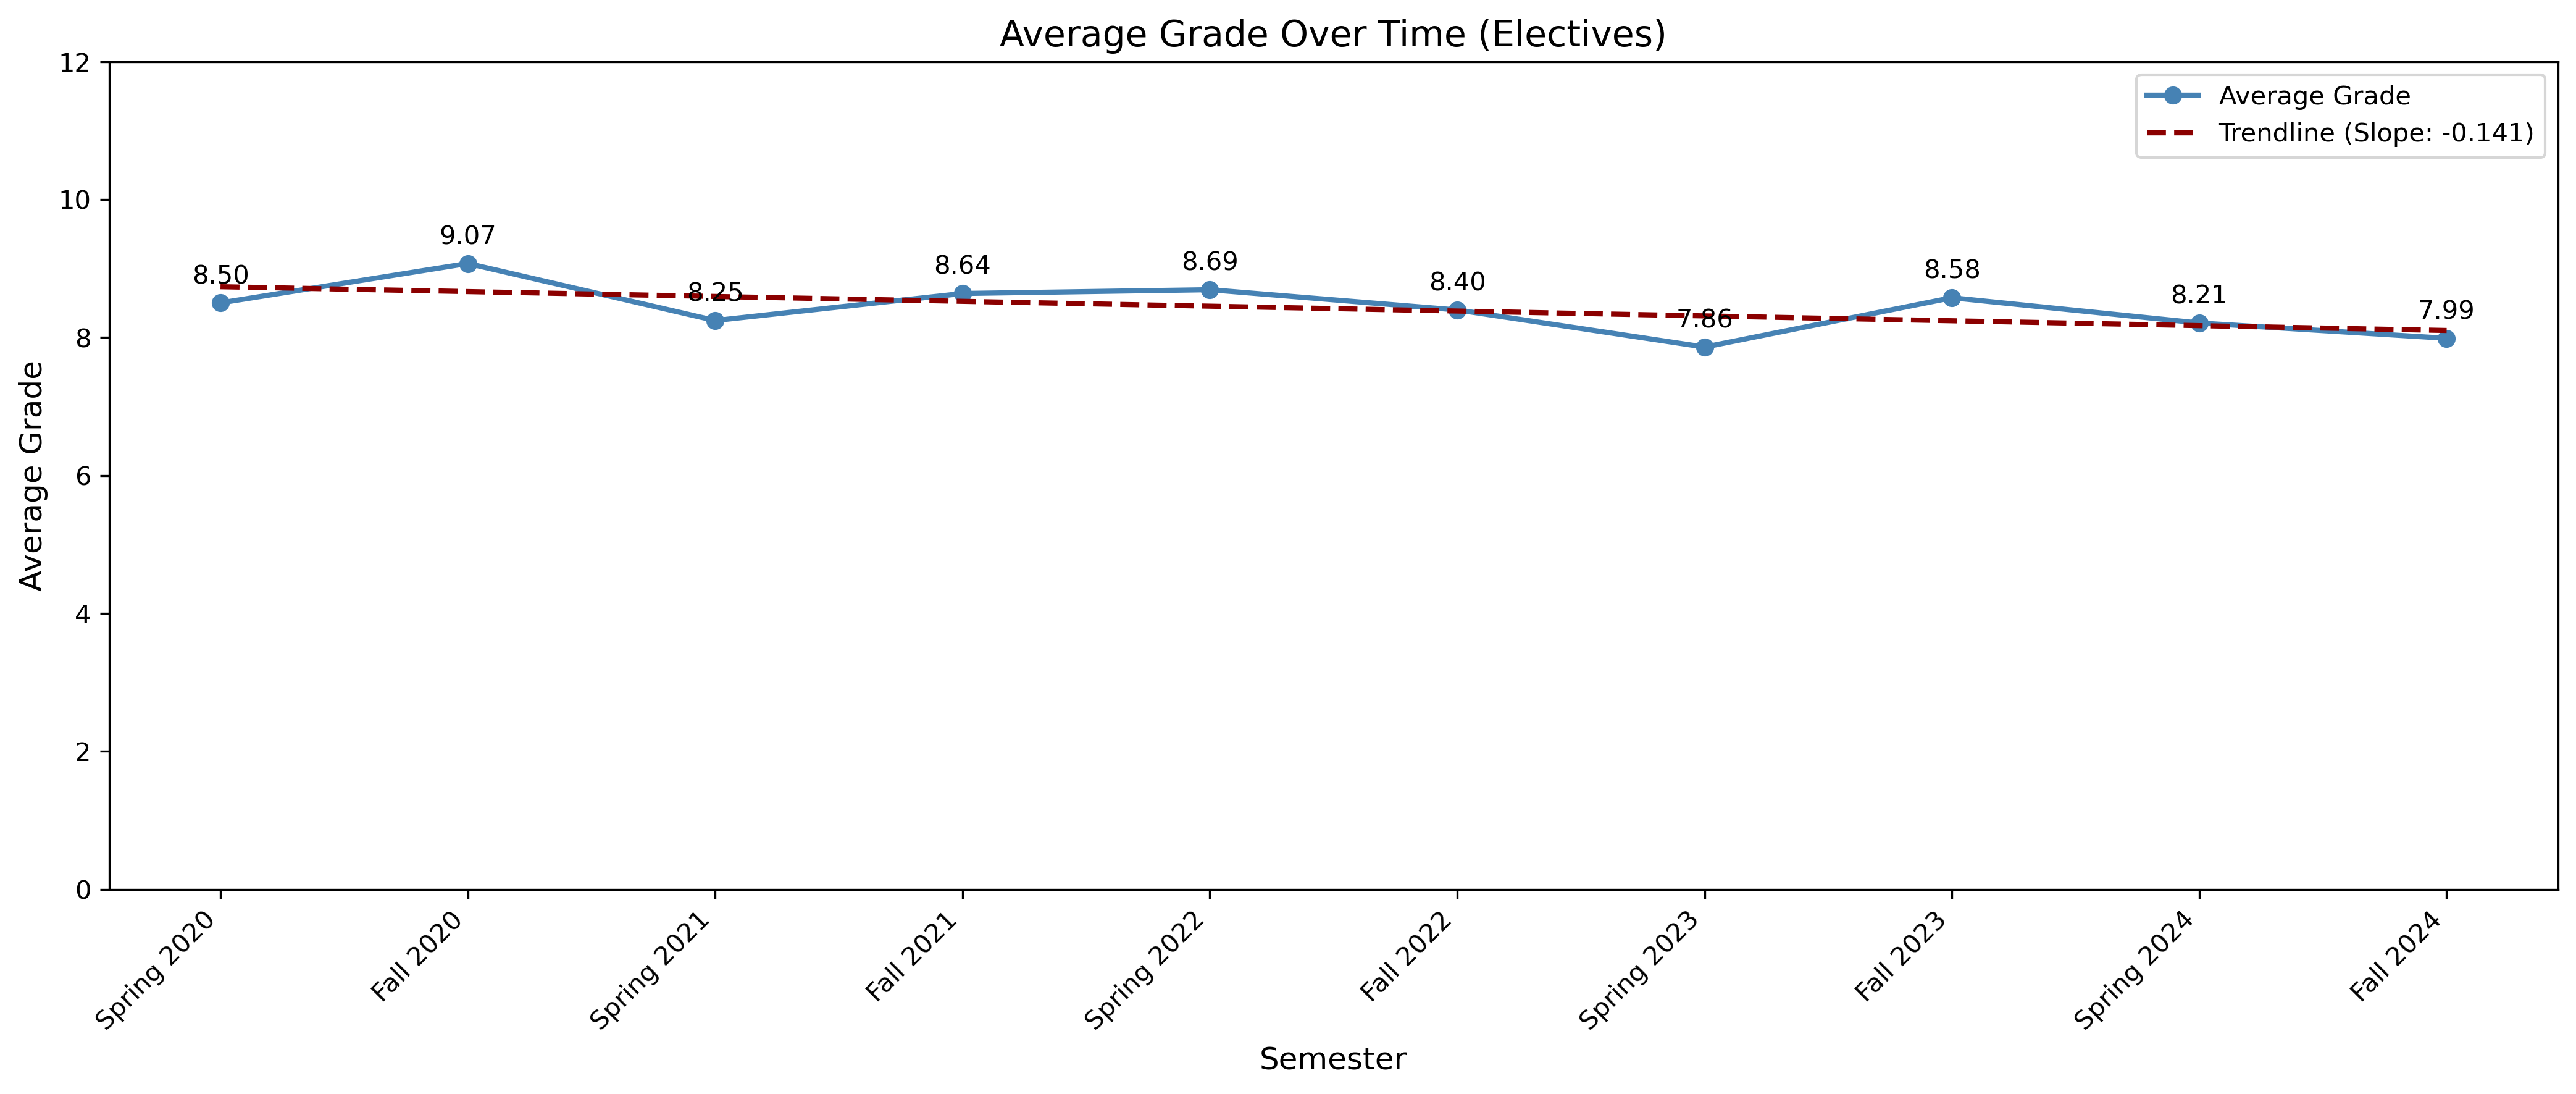 Average Grade Over Time (Electives)
Average Grade
Trendline (Slope: -0.141)
12
10
8
6
4
2
0
Average Grade
8.50
9.07
8.25
8.64
8.69
8.40
7.86
8.58
8.21
7.99
Spring 2020
Fall 2020
Spring 2021
Fall 2021
Spring 2022
Fall 2022
Spring 2023
Fall 2023
Spring 2024
Fall 2024
Semester